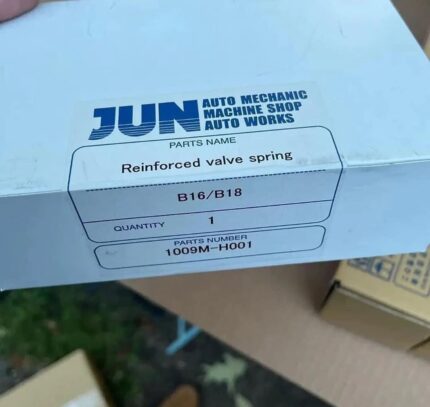 JUN AUTO MECHANIC
MACHINE SHOP
AUTO WORKS
PARTS NAME
Reinforced valve spring
B16/B18
QUANTITY 1
PARTS NUMBER
1009M-H001